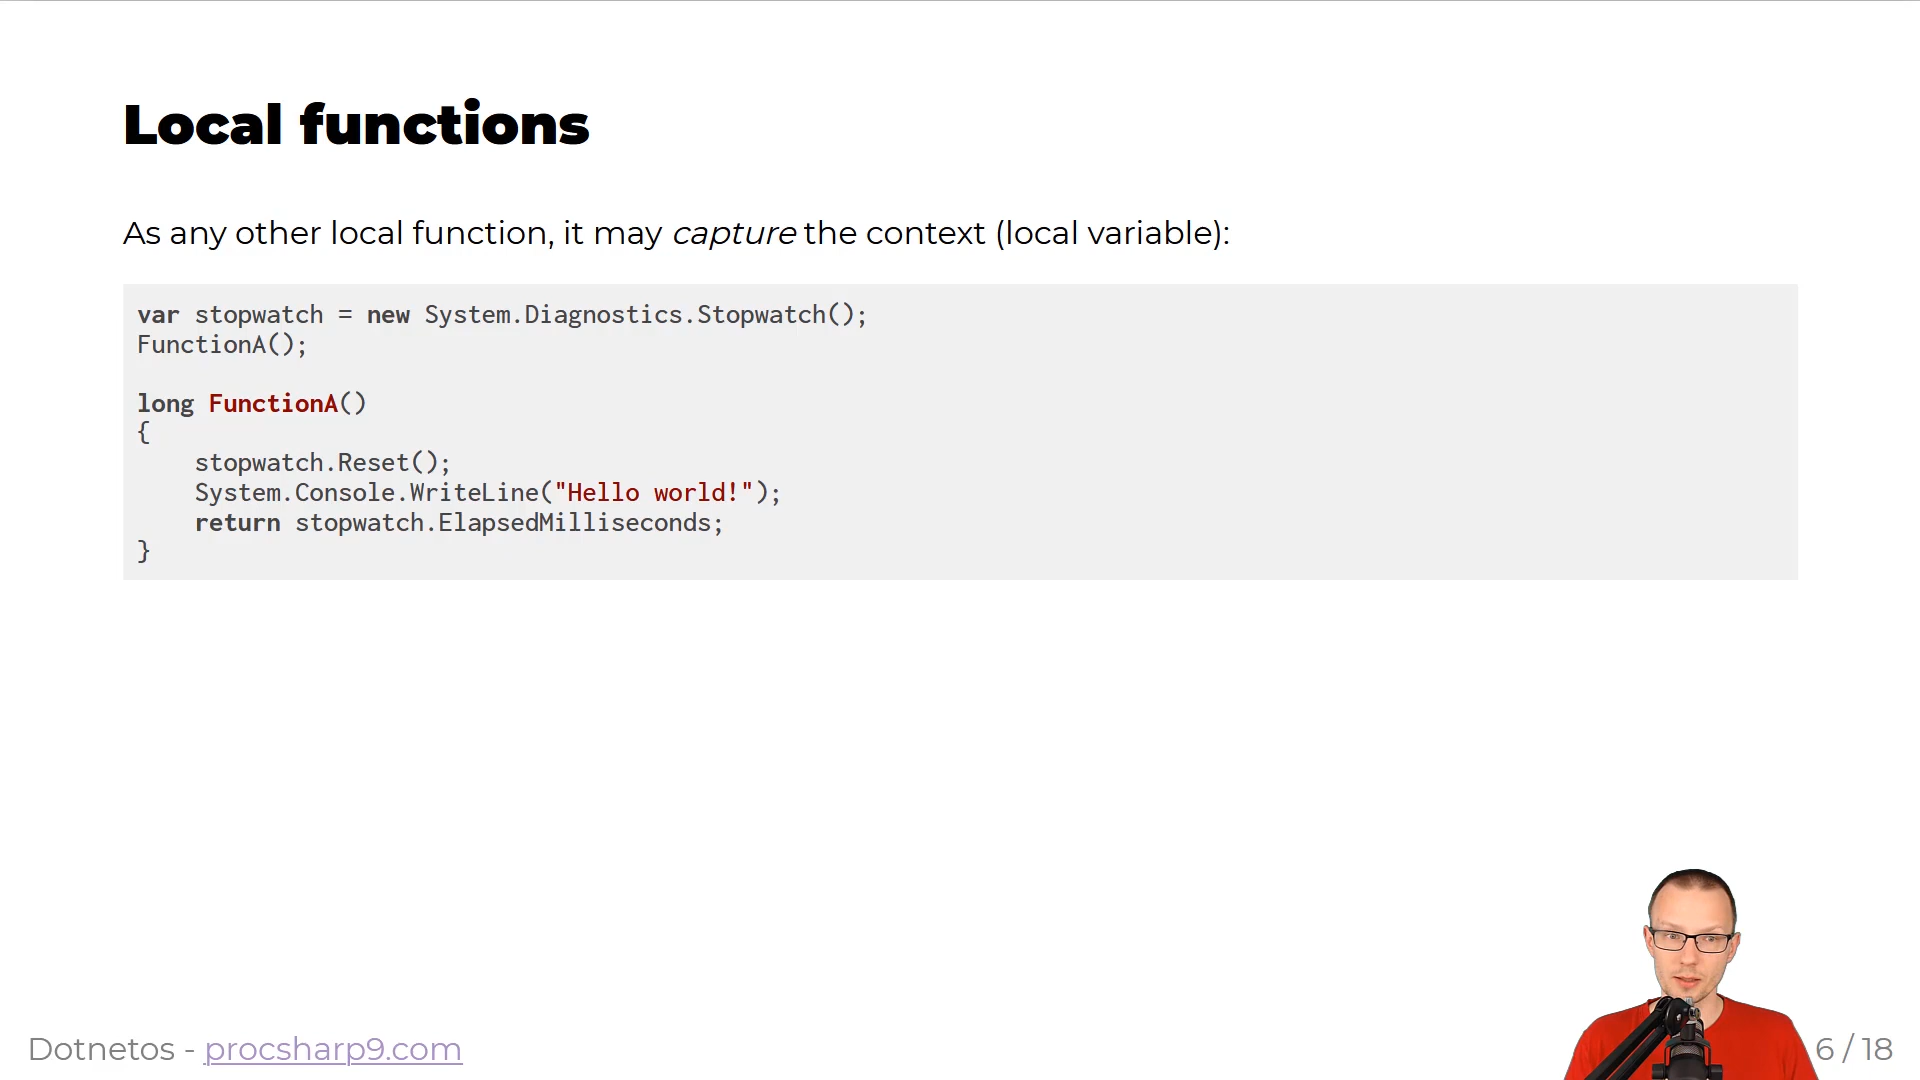 Local functions
As any other local function, it may capture the context (local variable):
var stopwatch = new System.Diagnostics.Stopwatch();
FunctionA();
long FunctionA()
{
    stopwatch.Reset();
    System.Console.WriteLine("Hello world!");
    return stopwatch.ElapsedMilliseconds;
}
Dotnetos - procsharp9.com
6 / 18